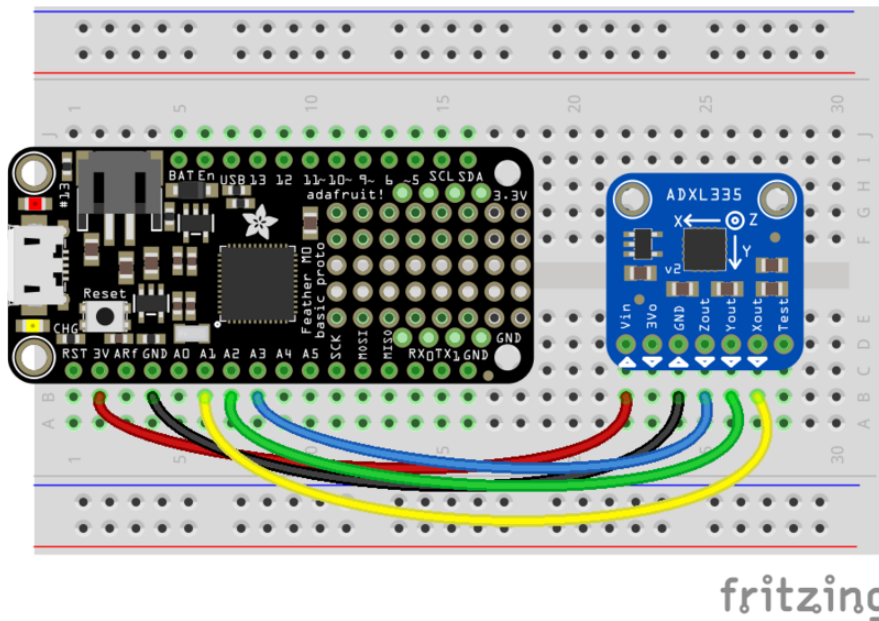 1 5 10 15 20 25 30
J J
I I
H H
G G
F F
BAT En USB 13 12 11~ 10~ 9~ 6 ~5 SCL SDA
adafruit! 3.3V
#13
ADXL335
X Z
Y
v2
Reset
Feather M0
basic proto
CHG
RST 3V ARf GND A0 A1 A2 A3 A4 A5 SCK MOSI MISO RX0 TX1 GND
GND
Vin 3Vo GND Zout Yout Xout Test
E
D
C
B B
A A
1 5 15 20 25 30
fritzing